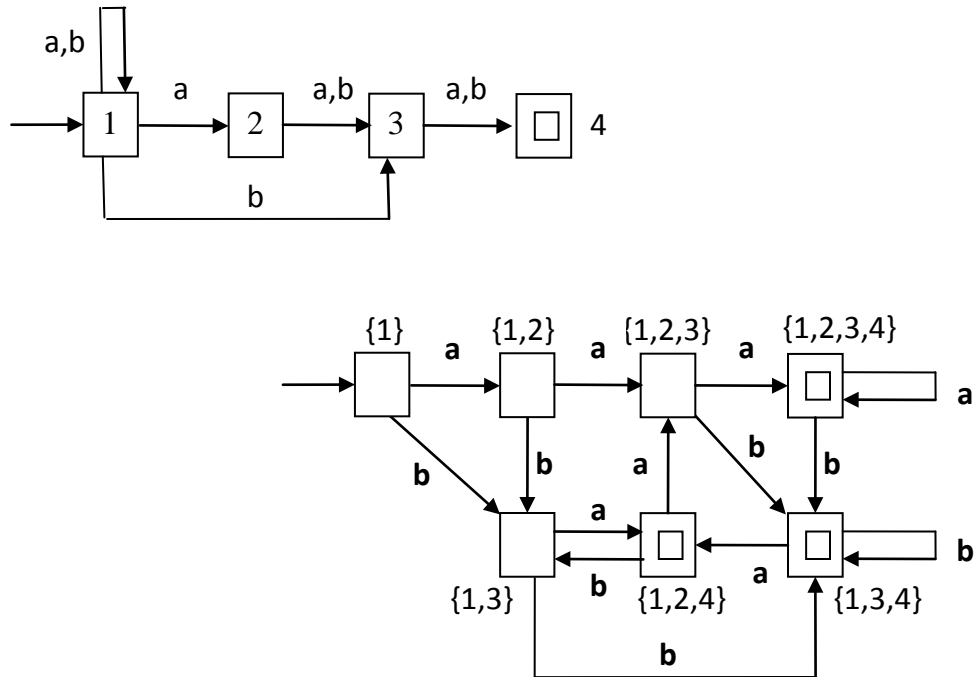 a,b
a
a,b
a,b
1
2
3
4
b
{1}
{1,2}
{1,2,3}
{1,2,3,4}
a
a
a
a
b
b
a
b
b
a
b
a
b
{1,3}
{1,2,4}
{1,3,4}
b